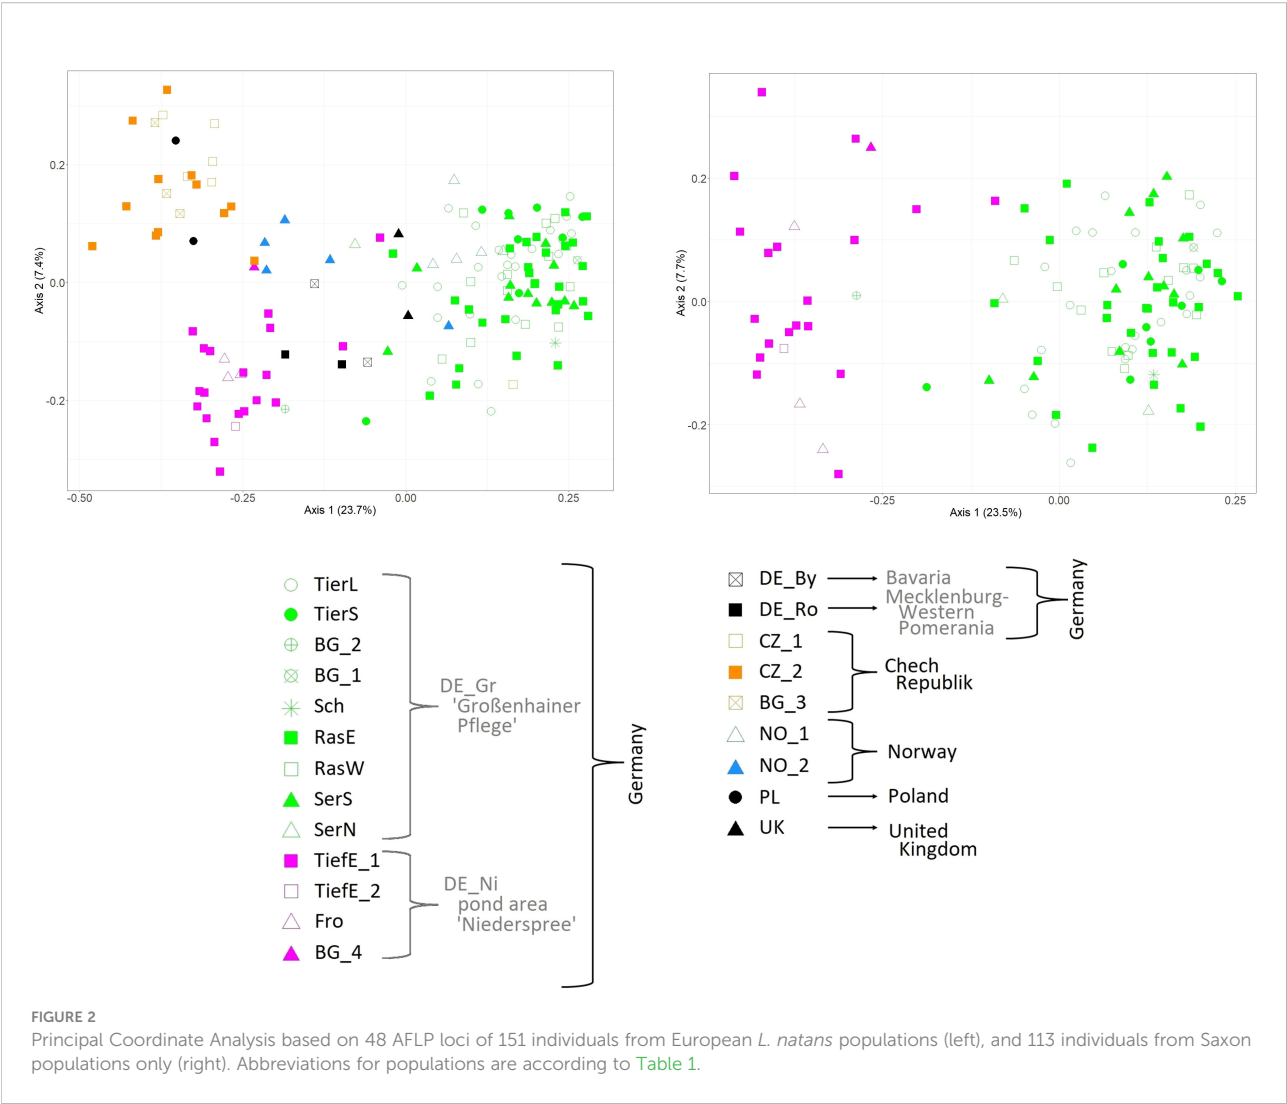 0.2
0.0
-0.2
Axis 2 (7.4%)
-0.50
-0.25
0.00
0.25
Axis 1 (23.7%)
0.2
0.0
-0.2
Axis 2 (7.7%)
-0.25
0.00
0.25
Axis 1 (23.5%)
TierL
TierS
BG_2
BG_1
Sch
RasE
RasW
SerS
SerN
TiefE_1
TiefE_2
Fro
BG_4
DE_Gr
'Großenhainer
Pflege'
DE_Ni
pond area
'Niederspree'
Germany
DE_By
DE_Ro
CZ_1
CZ_2
BG_3
NO_1
NO_2
PL
UK
Bavaria
Mecklenburg-
Western
Pomerania
Germany
Chech
Republik
Norway
Poland
United
Kingdom
FIGURE 2
Principal Coordinate Analysis based on 48 AFLP loci of 151 individuals from European L. natans populations (left), and 113 individuals from Saxon
populations only (right). Abbreviations for populations are according to Table 1.